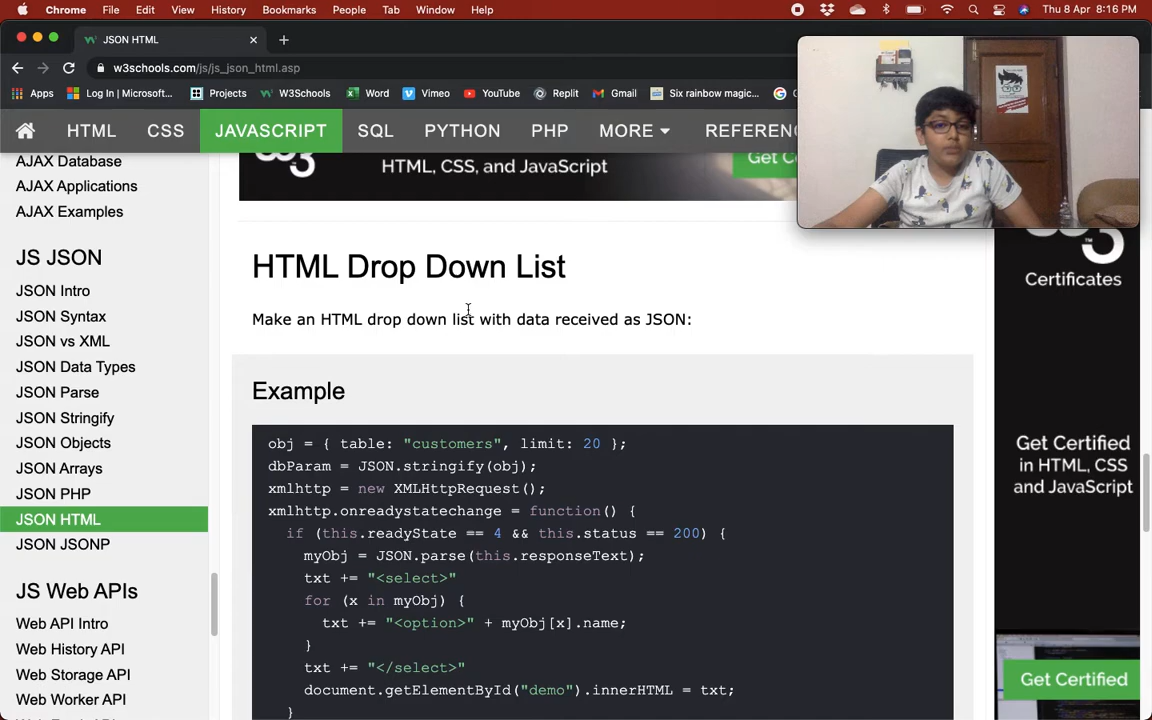 Chrome File Edit View History Bookmarks People Tab Window Help Thu 8 Apr 8:16 PM
JSON HTML
w3schools.com/js/js_json_html.asp
Apps Log In | Microsoft... Projects W3Schools Word Vimeo YouTube Replit Gmail Six rainbow magic...
HTML CSS JAVASCRIPT SQL PYTHON PHP MORE REFERENC
AJAX Database
AJAX Applications
AJAX Examples
JS JSON
JSON Intro
JSON Syntax
JSON vs XML
JSON Data Types
JSON Parse
JSON Stringify
JSON Objects
JSON Arrays
JSON PHP
JSON HTML
JSON JSONP
JS Web APIs
Web API Intro
Web History API
Web Storage API
Web Worker API
HTML, CSS, and JavaScript
Get Ce
HTML Drop Down List
Make an HTML drop down list with data received as JSON:
Example
obj = { table: "customers", limit: 20 };
dbParam = JSON.stringify(obj);
xmlhttp = new XMLHttpRequest();
xmlhttp.onreadystatechange = function() {
if (this.readyState == 4 && this.status == 200) {
myObj = JSON.parse(this.responseText);
txt += "<select>"
for (x in myObj) {
txt += "<option>" + myObj[x].name;
}
txt += "</select>"
document.getElementById("demo").innerHTML = txt;
}
Certificates
Get Certified
in HTML, CSS
and JavaScript
Get Certified